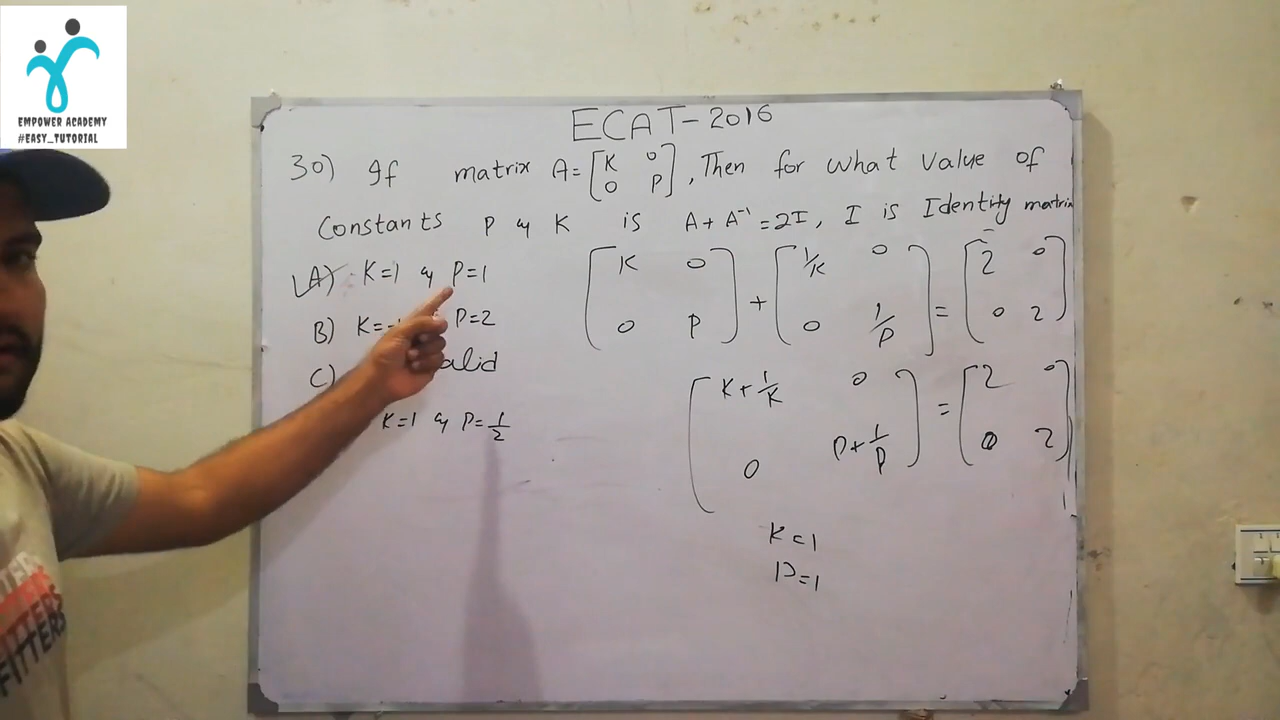 EMPOWER ACADEMY
#EASY_TUTORIAL
ECAT-2016
30) If matrix A=[K 0
0 P], Then for what value of
Constants P & K is A+A⁻¹=2I, I is Identity matrix
A) K=1 & P=1
B) K=-1 P=2
C) alid
K=1 & P=1/2
[K 0
0 P] + [1/K 0
0 1/P] = [2 0
0 2]
[K+1/K 0
0 P+1/P] = [2 0
0 2]
K=1
P=1
FITTERS
FITTERS